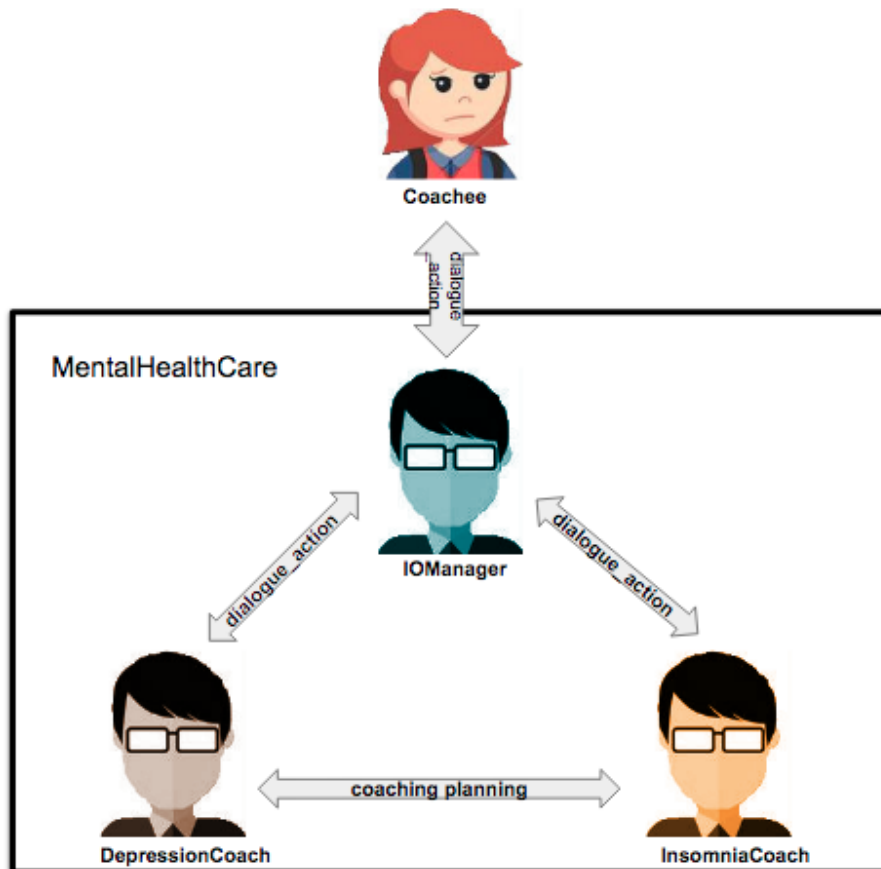 Coachee
dialogue
_action
MentalHealthCare
IOManager
dialogue_action
dialogue_action
coaching planning
DepressionCoach
InsomniaCoach